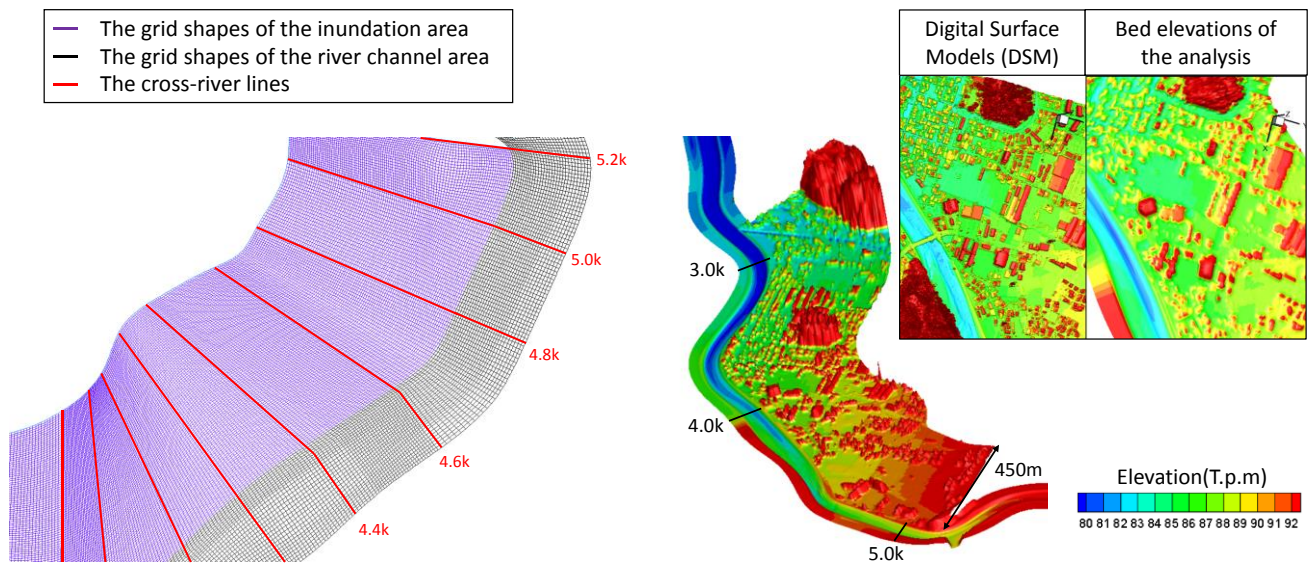 The grid shapes of the inundation area
The grid shapes of the river channel area
The cross-river lines
5.2k
5.0k
4.8k
4.6k
4.4k
Digital Surface
Models (DSM)
Bed elevations of
the analysis
Z
X
3.0k
4.0k
5.0k
450m
Elevation(T.p.m)
80 81 82 83 84 85 86 87 88 89 90 91 92